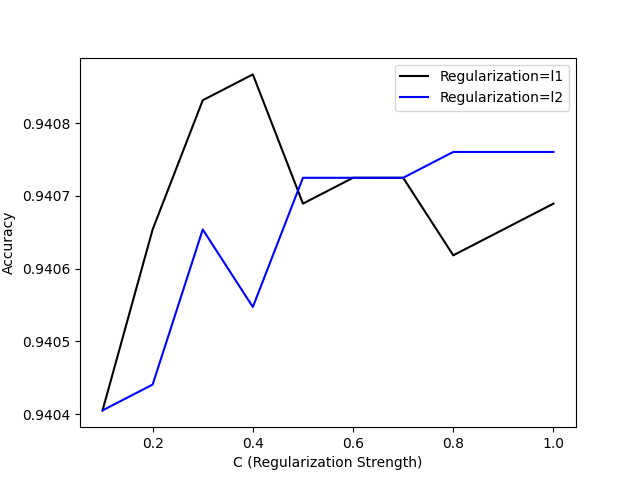 Regularization=l1
Regularization=l2
0.9408
0.9407
0.9406
0.9405
0.9404
Accuracy
0.2 0.4 0.6 0.8 1.0
C (Regularization Strength)